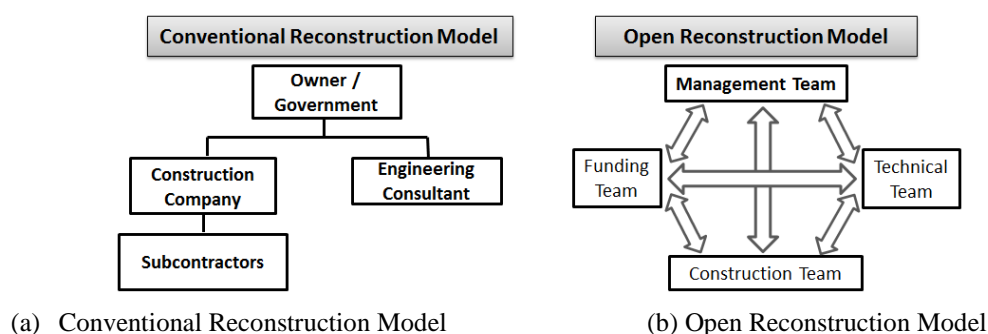 Conventional Reconstruction Model
Owner /
Government
Construction
Company
Engineering
Consultant
Subcontractors
(a) Conventional Reconstruction Model
Open Reconstruction Model
Management Team
Funding
Team
Technical
Team
Construction Team
(b) Open Reconstruction Model